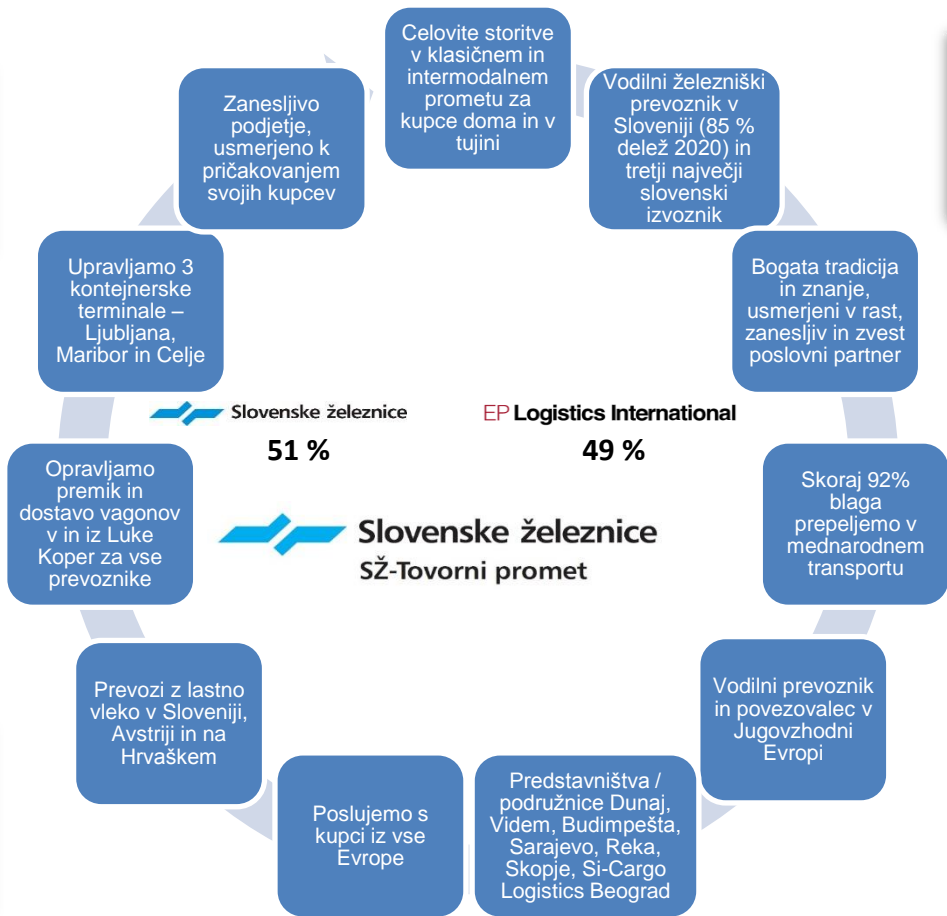 Celovite storitve
v klasičnem in
intermodalnem
prometu za
kupce doma in v
tujini
Vodilni železniški
prevoznik v
Sloveniji (85 %
delež 2020) in
tretji največji
slovenski
izvoznik
Bogata tradicija
in znanje,
usmerjeni v rast,
zanesljiv in zvest
poslovni partner
Skoraj 92%
blaga
prepeljemo v
mednarodnem
transportu
Vodilni prevoznik
in povezovalec v
Jugovzhodni
Evropi
Predstavništva /
podružnice Dunaj,
Videm, Budimpešta,
Sarajevo, Reka,
Skopje, Si-Cargo
Logistics Beograd
Poslujemo s
kupci iz vse
Evrope
Prevozi z lastno
vleko v Sloveniji,
Avstriji in na
Hrvaškem
Opravljamo
premik in
dostavo vagonov
v in iz Luke
Koper za vse
prevoznike
Upravljamo 3
kontejnerske
terminale –
Ljubljana,
Maribor in Celje
Zanesljivo
podjetje,
usmerjeno k
pričakovanjem
svojih kupcev
Slovenske železnice
51 %
EP Logistics International
49 %
Slovenske železnice
SŽ-Tovorni promet